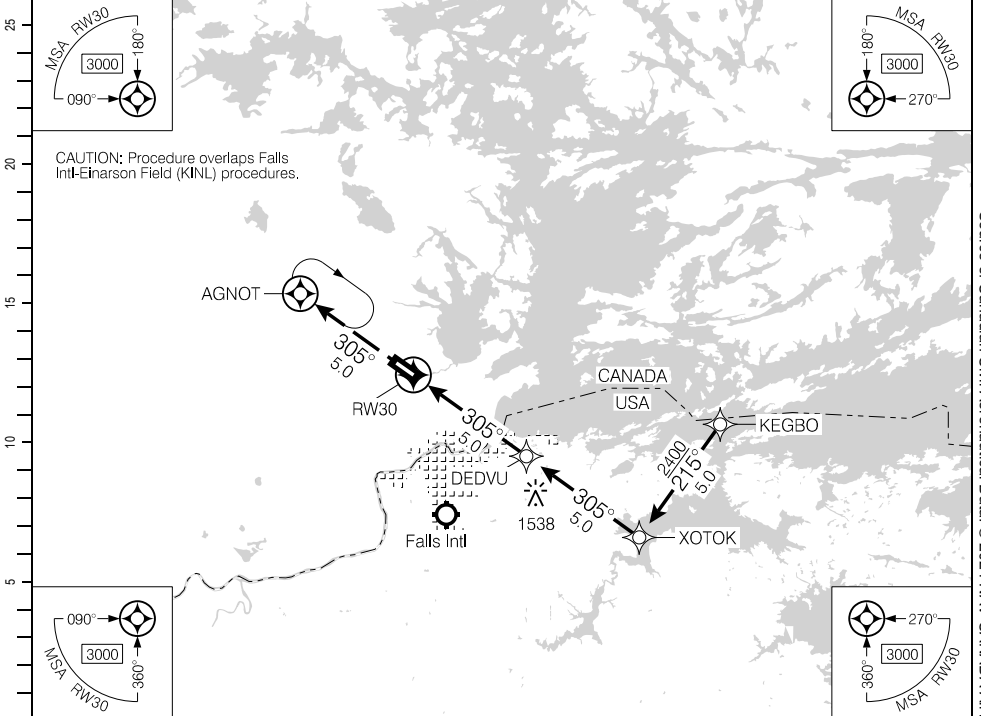 25
20
15
10
5
MSA RW30
180°
3000
090°
MSA RW30
180°
3000
270°
CAUTION: Procedure overlaps Falls
Intl-Einarson Field (KINL) procedures.
AGNOT
305°
5.0
RW30
CANADA
USA
KEGBO
305°
5.0
2400
215°
5.0
DEDVU
305°
5.0
1538
XOTOK
Falls Intl
090°
3000
360°
MSA RW30
270°
3000
360°
MSA RW30